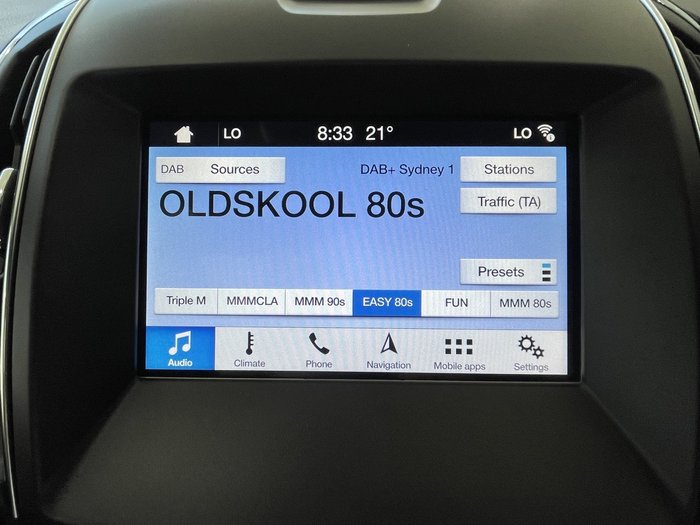 LO 8:33 21° LO
DAB Sources DAB+ Sydney 1 Stations
OLDSKOOL 80s Traffic (TA)
Presets
Triple M MMMCLA MMM 90s EASY 80s FUN MMM 80s
Audio Climate Phone Navigation Mobile apps Settings